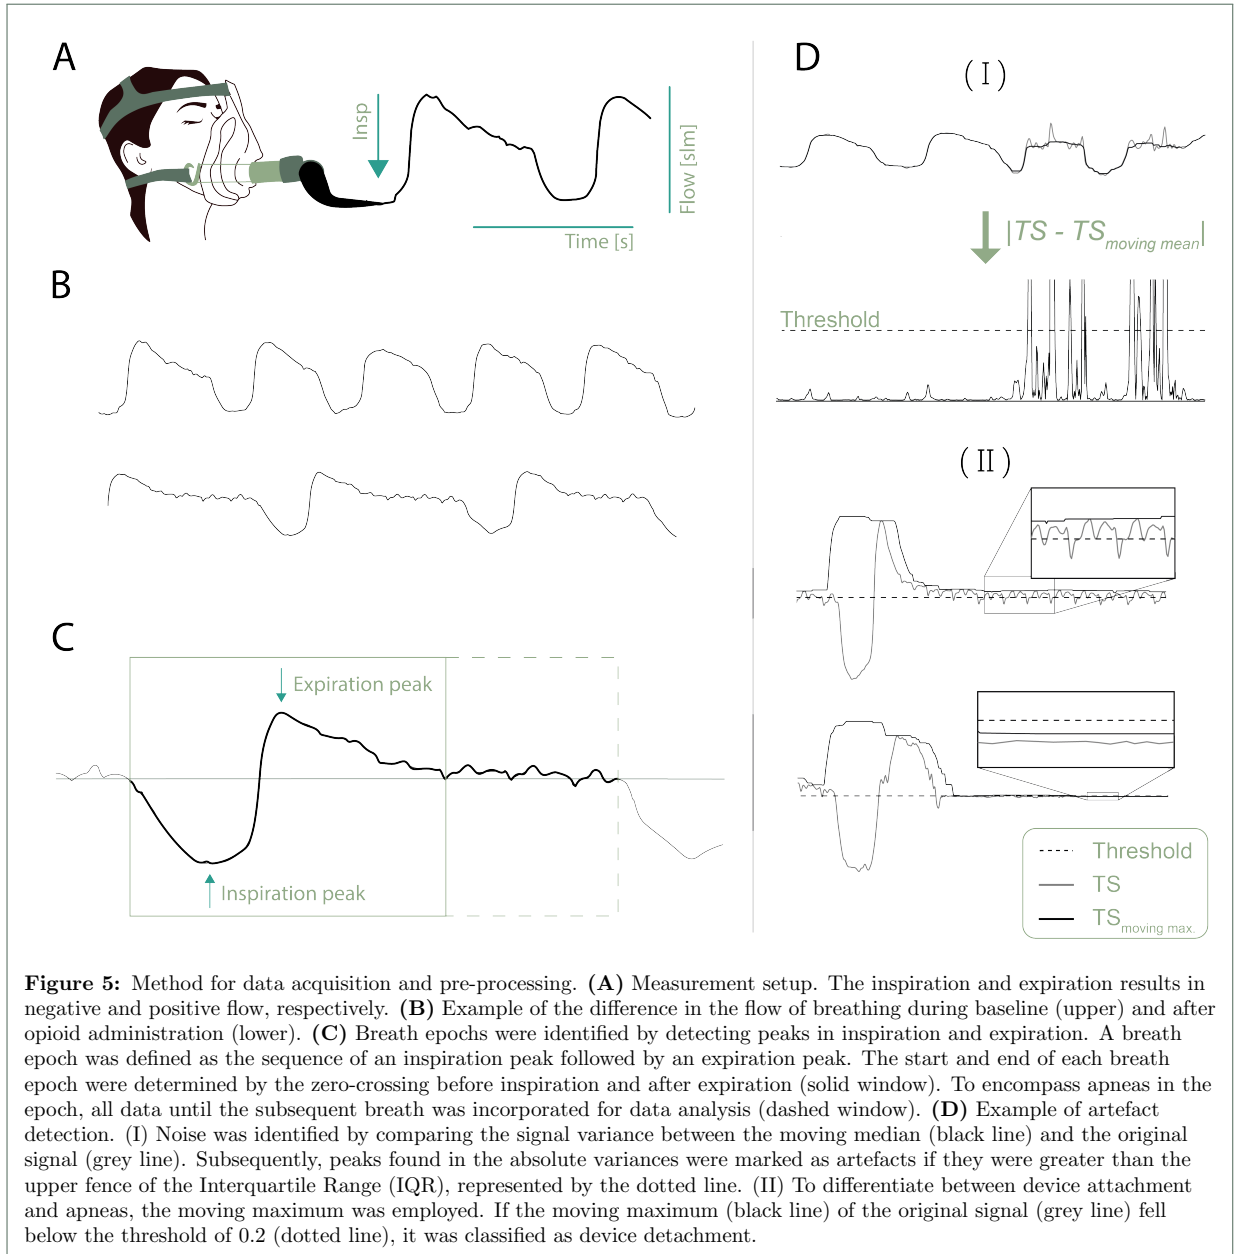 A
Insp
Flow [slm]
Time [s]
B
C
Expiration peak
Inspiration peak
D
(I)
|TS - TS moving mean|
Threshold
(II)
Threshold
TS
TS moving max.
Figure 5: Method for data acquisition and pre-processing. (A) Measurement setup. The inspiration and expiration results in
negative and positive flow, respectively. (B) Example of the difference in the flow of breathing during baseline (upper) and after
opioid administration (lower). (C) Breath epochs were identified by detecting peaks in inspiration and expiration. A breath
epoch was defined as the sequence of an inspiration peak followed by an expiration peak. The start and end of each breath
epoch were determined by the zero-crossing before inspiration and after expiration (solid window). To encompass apneas in the
epoch, all data until the subsequent breath was incorporated for data analysis (dashed window). (D) Example of artefact
detection. (I) Noise was identified by comparing the signal variance between the moving median (black line) and the original
signal (grey line). Subsequently, peaks found in the absolute variances were marked as artefacts if they were greater than the
upper fence of the Interquartile Range (IQR), represented by the dotted line. (II) To differentiate between device attachment
and apneas, the moving maximum was employed. If the moving maximum (black line) of the original signal (grey line) fell
below the threshold of 0.2 (dotted line), it was classified as device detachment.